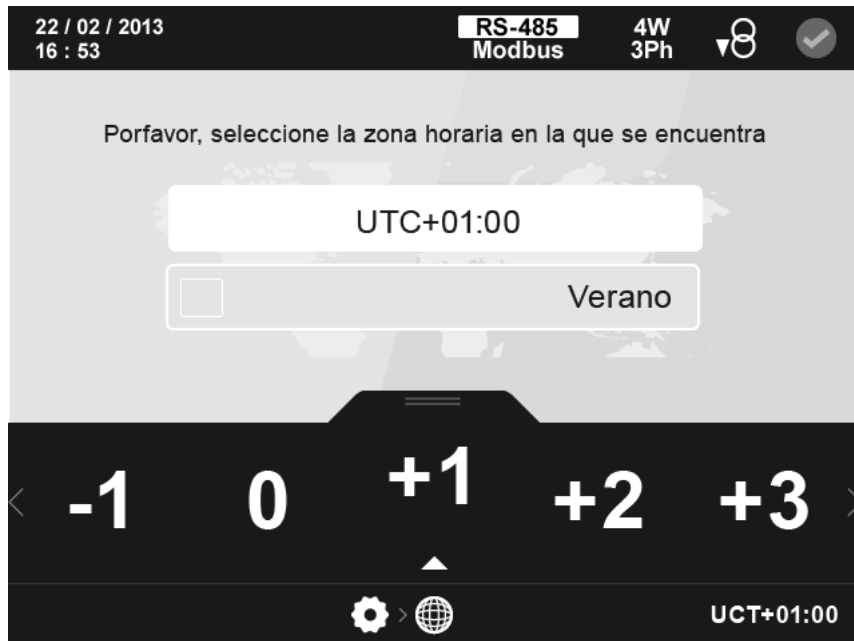 22 / 02 / 2013
16 : 53
RS-485
Modbus
4W
3Ph
Porfavor, seleccione la zona horaria en la que se encuentra
UTC+01:00
Verano
-1 0 +1 +2 +3
UCT+01:00